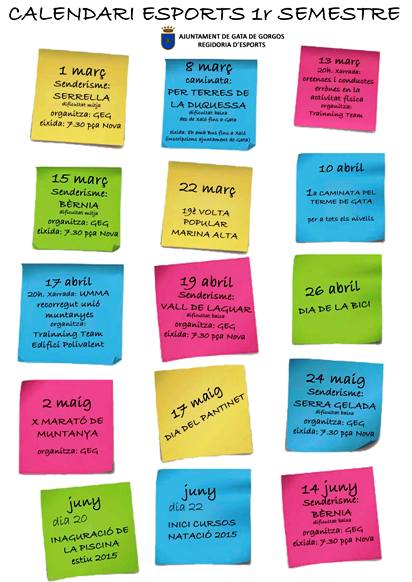 CALENDARI ESPORTS 1r SEMESTRE
AJUNTAMENT DE GATA DE GORGOS
REGIDORIA D'ESPORTS
1 març
Senderisme:
SERRELLA
dificultat mitja
organitza: GEG
eixida: 7.30 pça Nova
8 març
caminata:
PER TERRES DE
LA DUQUESSA
dificultat baixa
des de Xaló fins a Gata
eixida: 8h amb Bus fins a Xaló
(inscripcions ajuntament de Gata)
13 març
20h. Xarrada:
creenses i conductes
errònes en la
activitat física
organitza:
Trainning Team
15 març
Senderisme:
BÈRNIA
dificultat mitja
organitza: GEG
eixida: 7.30 pça Nova
22 març
19è VOLTA
POPULAR
MARINA ALTA
10 abril
1a CAMINATA PEL
TERME DE GATA
per a tots els nivells
17 abril
20h. Xarrada: UMMA
recorregut unió
muntanyes
organitza:
Trainning Team
Edifici Polivalent
19 abril
Senderisme:
VALL DE LAGUAR
dificultat baixa
organitza: GEG
eixida: 7.30 pça Nova
26 abril
DIA DE LA BICI
2 maig
X MARATÓ DE
MUNTANYA
organitza: GEG
17 maig
DIA DEL PANTINET
24 maig
Senderisme:
SERRA GELADA
dificultat baixa
organitza: GEG
eixida: 7.30 pça Nova
juny
dia 20
INAGURACIÓ DE
LA PISCINA
estiu 2015
juny
dia 22
INICI CURSOS
NATACIÓ 2015
14 juny
Senderisme:
BÈRNIA
dificultat baixa
organitza: GEG
eixida: 7.30 pça Nova